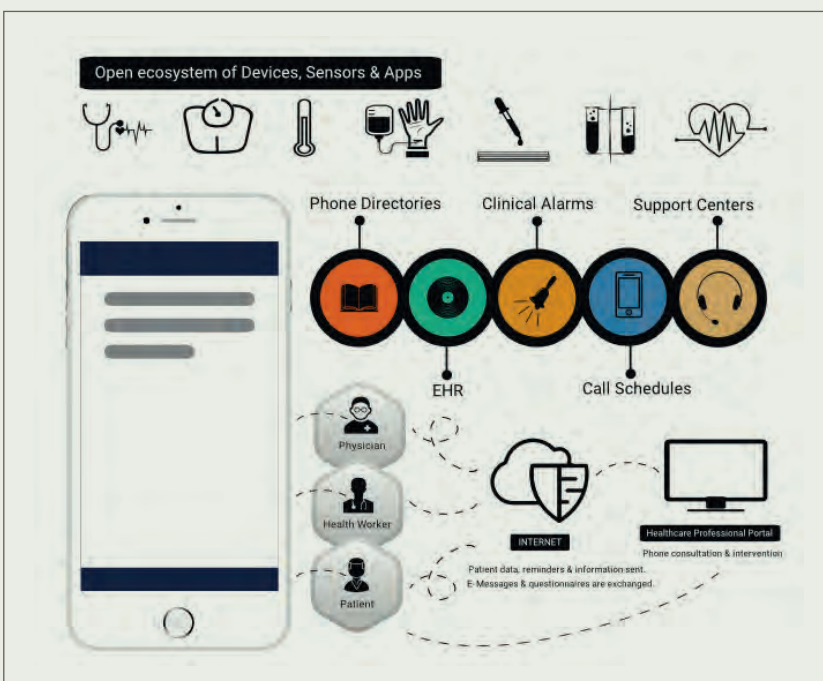 Open ecosystem of Devices, Sensors & Apps
Phone Directories
Clinical Alarms
Support Centers
EHR
Call Schedules
Physician
Health Worker
Patient
INTERNET
Patient data, reminders & information sent.
E-Messages & questionnaires are exchanged.
Healthcare Professional Portal
Phone consultation & intervention